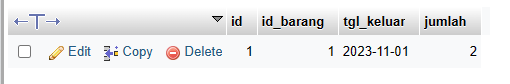 id id_barang tgl_keluar jumlah
Edit Copy Delete 1 1 2023-11-01 2